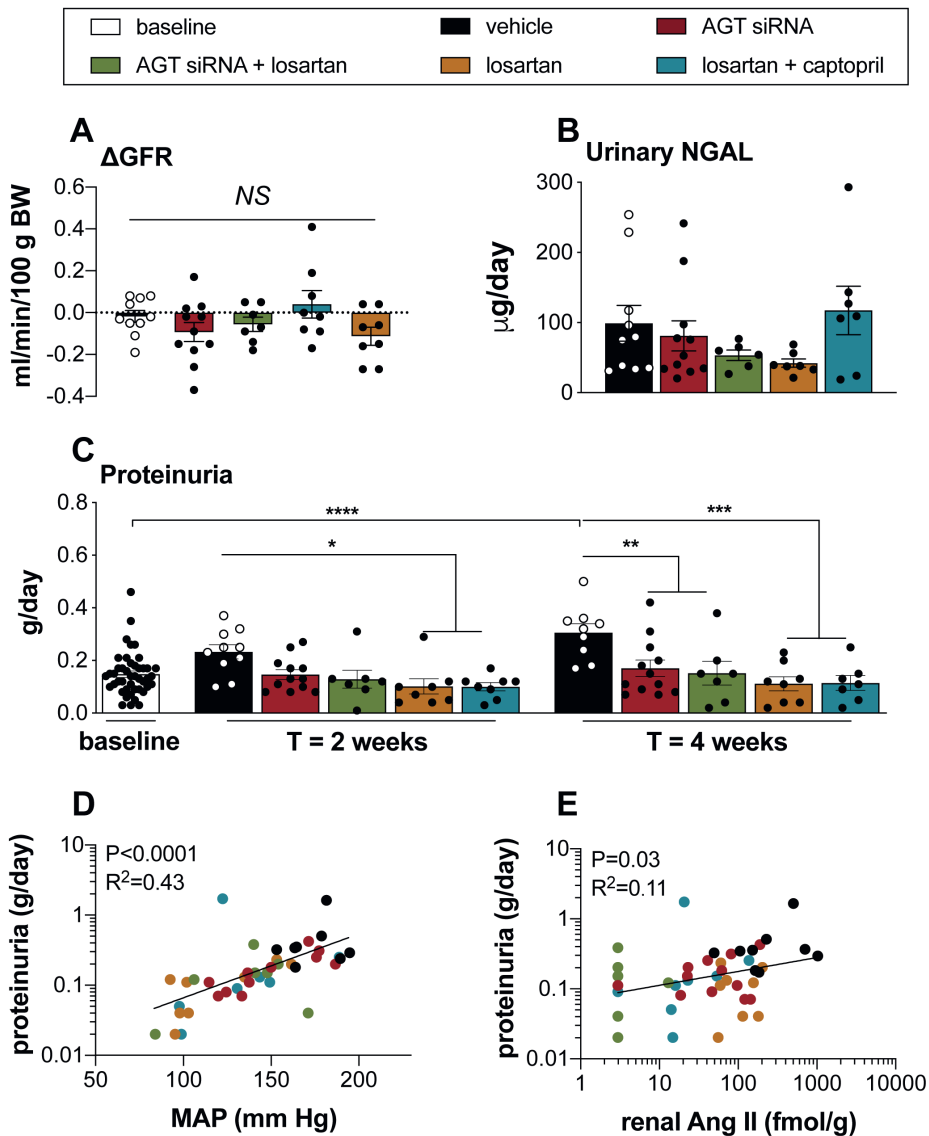 baseline vehicle AGT siRNA
AGT siRNA + losartan losartan losartan + captopril
A
ΔGFR
ml/min/100 g BW
0.6
0.4
0.2
0.0
-0.2
-0.4
NS
B
Urinary NGAL
μg/day
300
200
100
0
C
Proteinuria
g/day
0.8
0.6
0.4
0.2
0.0
****
*
**
***
baseline
T = 2 weeks
T = 4 weeks
D
proteinuria (g/day)
10
1
0.1
0.01
P<0.0001
R²=0.43
50 100 150 200
MAP (mm Hg)
E
proteinuria (g/day)
10
1
0.1
0.01
P=0.03
R²=0.11
1 10 100 1000 10000
renal Ang II (fmol/g)